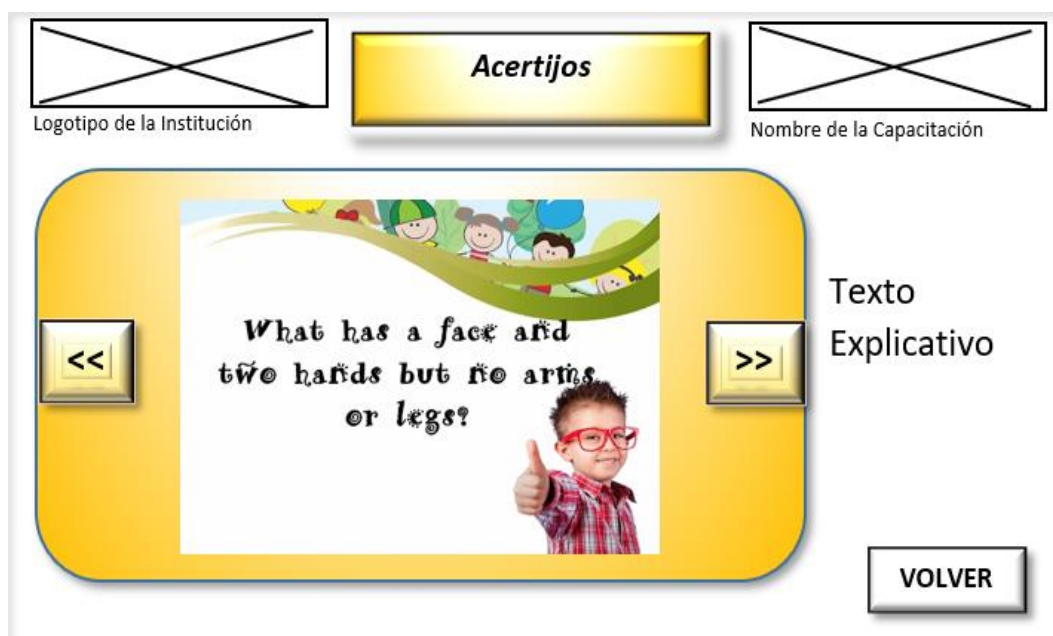 Acertijos
Logotipo de la Institución
Nombre de la Capacitación
What has a face and
two hands but no arms
or legs?
<<
>>
Texto
Explicativo
VOLVER